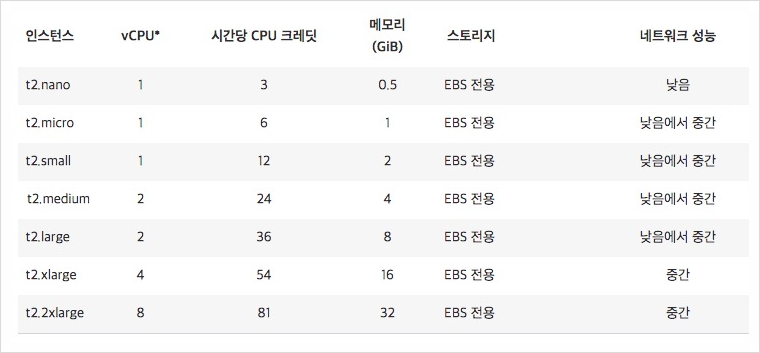 인스턴스 vCPU* 시간당 CPU 크레딧 메모리 (GiB) 스토리지 네트워크 성능
t2.nano 1 3 0.5 EBS 전용 낮음
t2.micro 1 6 1 EBS 전용 낮음에서 중간
t2.small 1 12 2 EBS 전용 낮음에서 중간
t2.medium 2 24 4 EBS 전용 낮음에서 중간
t2.large 2 36 8 EBS 전용 낮음에서 중간
t2.xlarge 4 54 16 EBS 전용 중간
t2.2xlarge 8 81 32 EBS 전용 중간